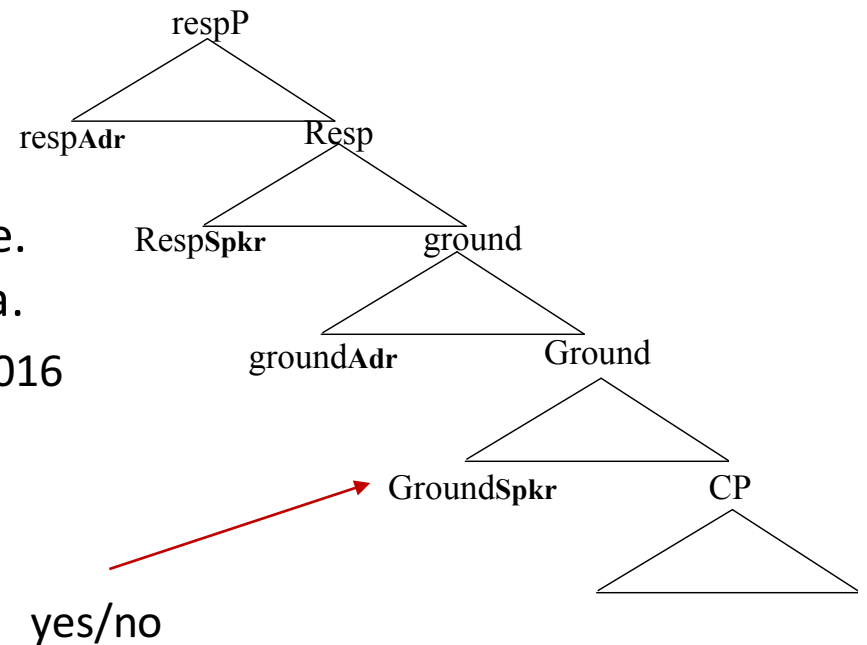 respP
respAdr Resp
e. RespSpkr ground
a.
groundAdr Ground
016
GroundSpkr CP
yes/no